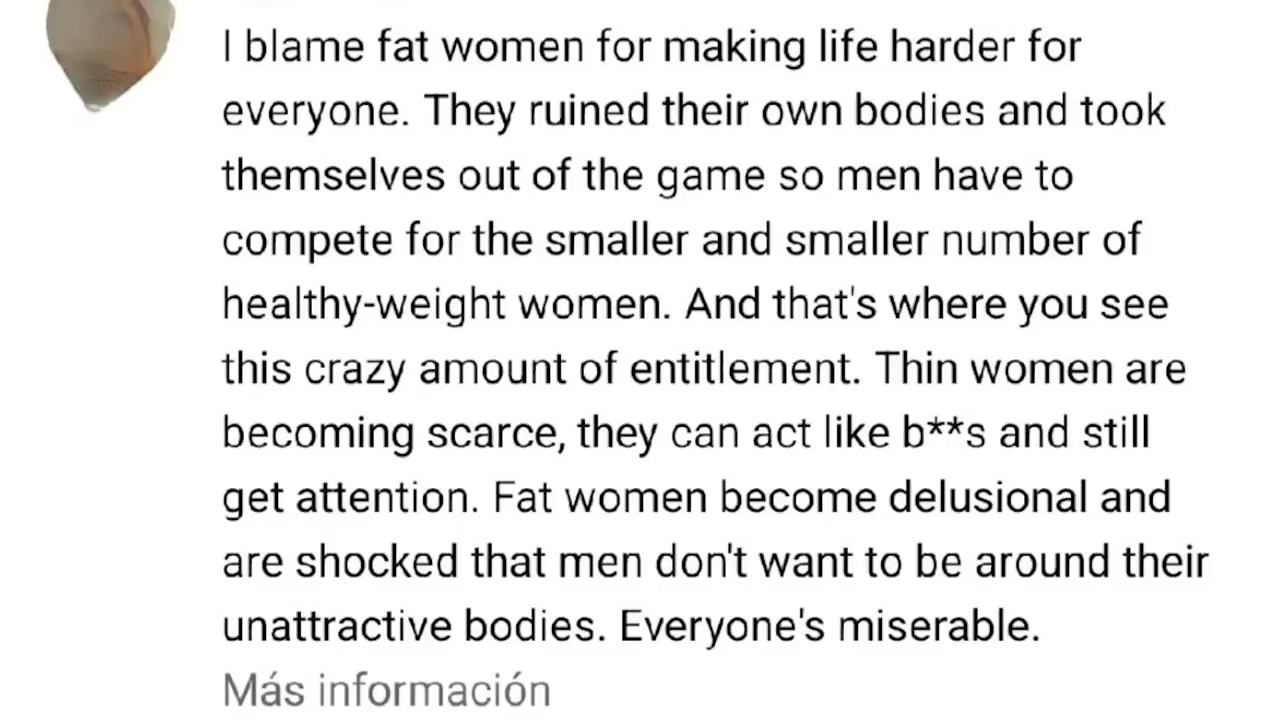 I blame fat women for making life harder for
everyone. They ruined their own bodies and took
themselves out of the game so men have to
compete for the smaller and smaller number of
healthy-weight women. And that's where you see
this crazy amount of entitlement. Thin women are
becoming scarce, they can act like b**s and still
get attention. Fat women become delusional and
are shocked that men don't want to be around their
unattractive bodies. Everyone's miserable.
Más información